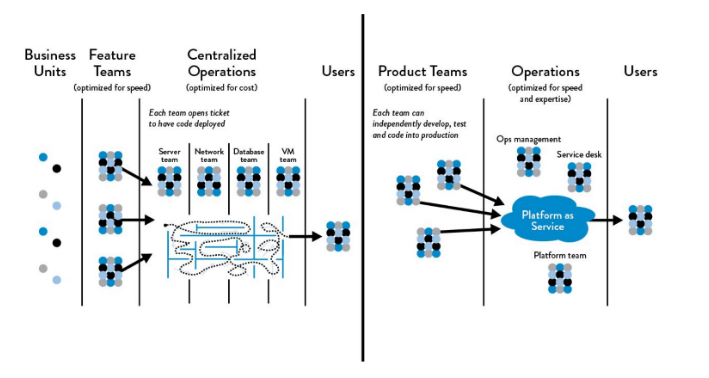 Business
Units
Feature
Teams
(optimized for speed)
Centralized
Operations
(optimized for cost)
Users
Each team opens ticket
to have code deployed
Server
team
Network
team
Database
team
VM
team
Product Teams
(optimized for speed)
Operations
(optimized for speed
and expertise)
Users
Each team can
independently develop, test
and code into production
Ops management
Service desk
Platform as
Service
Platform team